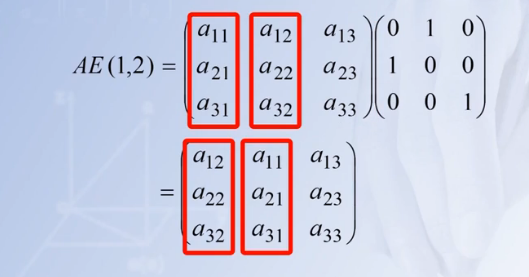 AE(1,2) = \begin{pmatrix} a_{11} & a_{12} & a_{13} \\ a_{21} & a_{22} & a_{23} \\ a_{31} & a_{32} & a_{33} \end{pmatrix} \begin{pmatrix} 0 & 1 & 0 \\ 1 & 0 & 0 \\ 0 & 0 & 1 \end{pmatrix}
= \begin{pmatrix} a_{12} & a_{11} & a_{13} \\ a_{22} & a_{21} & a_{23} \\ a_{32} & a_{31} & a_{33} \end{pmatrix}